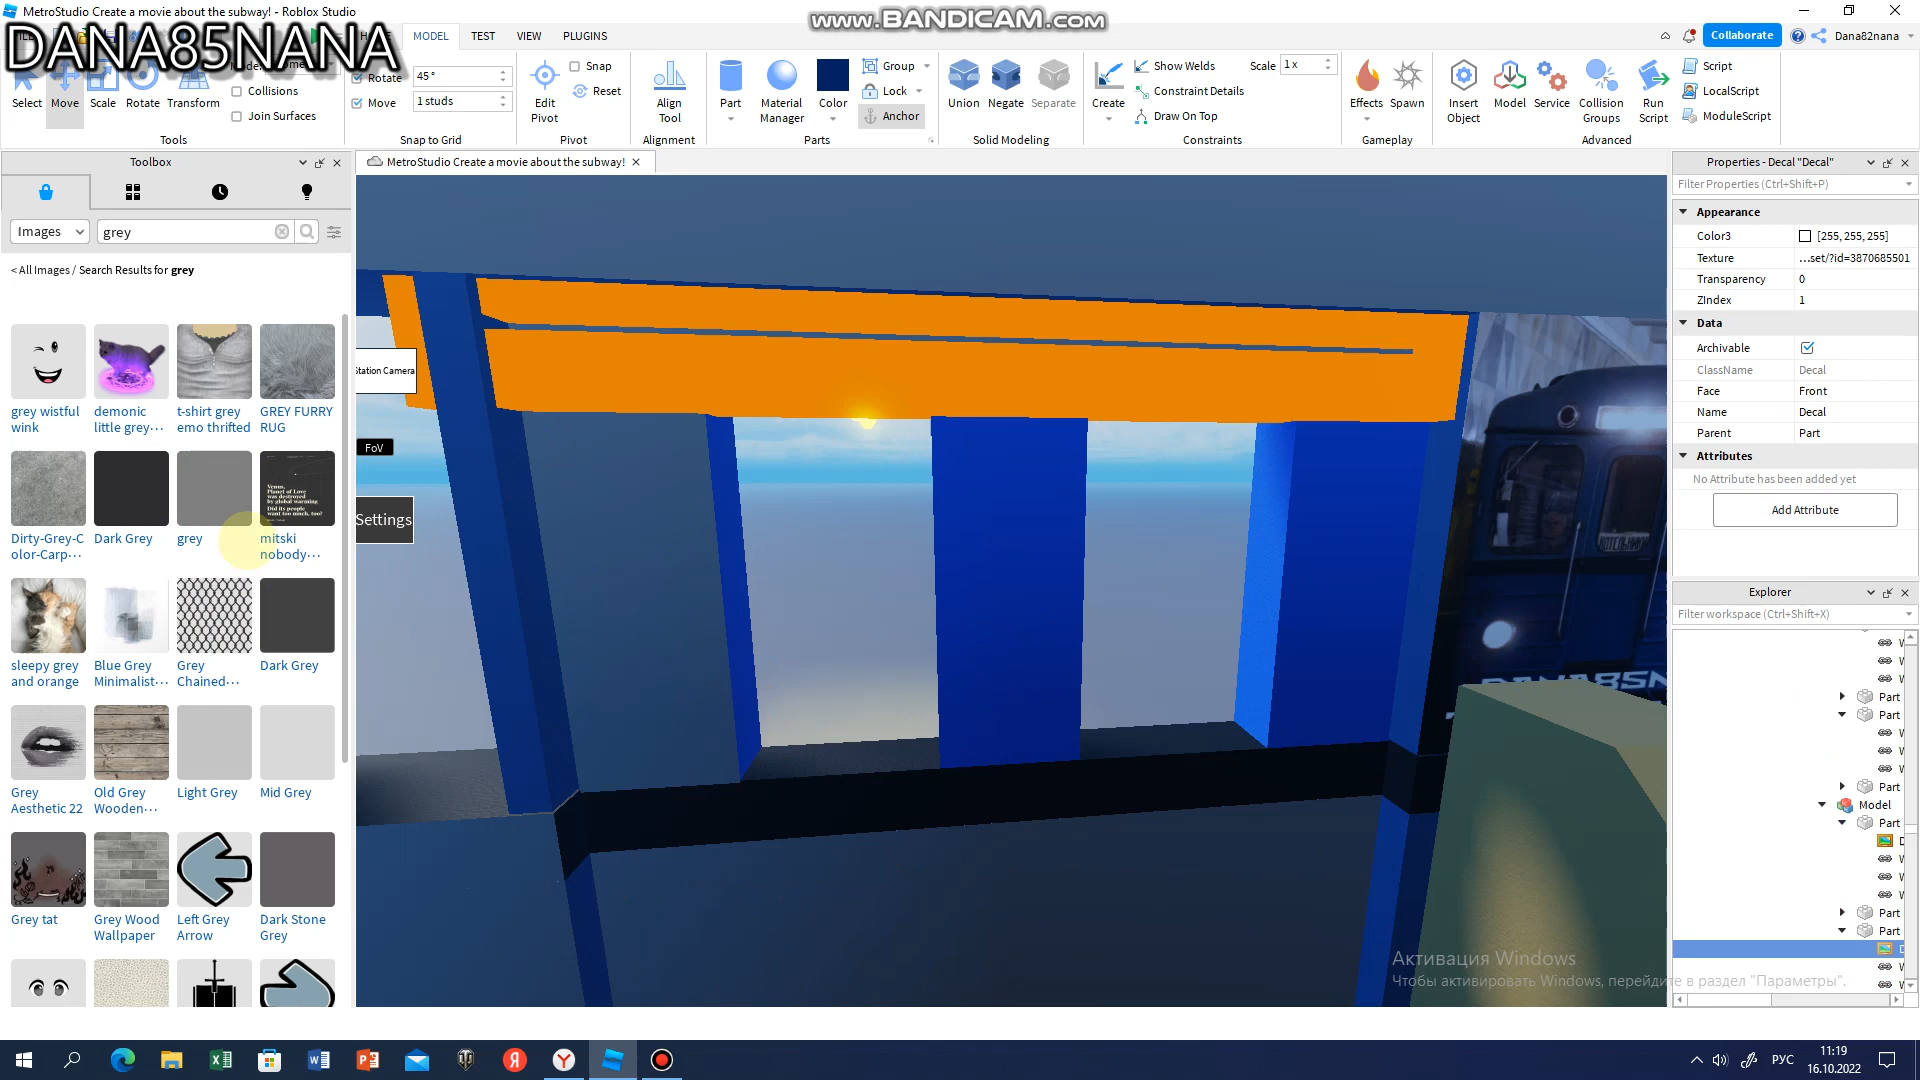 MetroStudio Create a movie about the subway! - Roblox Studio
www.BANDICAM.com
DANA85NANA
MODEL
TEST
VIEW
PLUGINS
Collaborate
Dana82nana
Select
Move
Scale
Rotate
Transform
Collisions
Join Surfaces
Tools
Rotate
45°
Move
1 studs
Snap to Grid
Edit
Pivot
Snap
Reset
Pivot
Align
Tool
Alignment
Part
Material
Manager
Color
Group
Lock
Anchor
Parts
Union
Negate
Separate
Solid Modeling
Create
Show Welds
Constraint Details
Draw On Top
Scale
1 x
Constraints
Effects
Spawn
Gameplay
Insert
Object
Model
Service
Collision
Groups
Run
Script
Script
LocalScript
ModuleScript
Advanced
Toolbox
Images
grey
< All Images / Search Results for grey
grey wistful
wink
demonic
little grey...
t-shirt grey
emo thrifted
GREY FURRY
RUG
Dirty-Grey-C
olor-Carp...
Dark Grey
grey
mitski
nobody...
sleepy grey
and orange
Blue Grey
Minimalist...
Grey
Chained...
Dark Grey
Grey
Aesthetic 22
Old Grey
Wooden...
Light Grey
Mid Grey
Grey tat
Grey Wood
Wallpaper
Left Grey
Arrow
Dark Stone
Grey
MetroStudio Create a movie about the subway!
Station Camera
FoV
Settings
DANA85N
Properties - Decal "Decal"
Filter Properties (Ctrl+Shift+P)
Appearance
Color3
[255, 255, 255]
Texture
...set/?id=3870685501
Transparency
0
ZIndex
1
Data
Archivable
ClassName
Decal
Face
Front
Name
Decal
Parent
Part
Attributes
No Attribute has been added yet
Add Attribute
Explorer
Filter workspace (Ctrl+Shift+X)
Part
Part
Part
Model
Part
Part
Part
Активация Windows
Чтобы активировать Windows, перейдите в раздел "Параметры".
РУС
11:19
16.10.2022